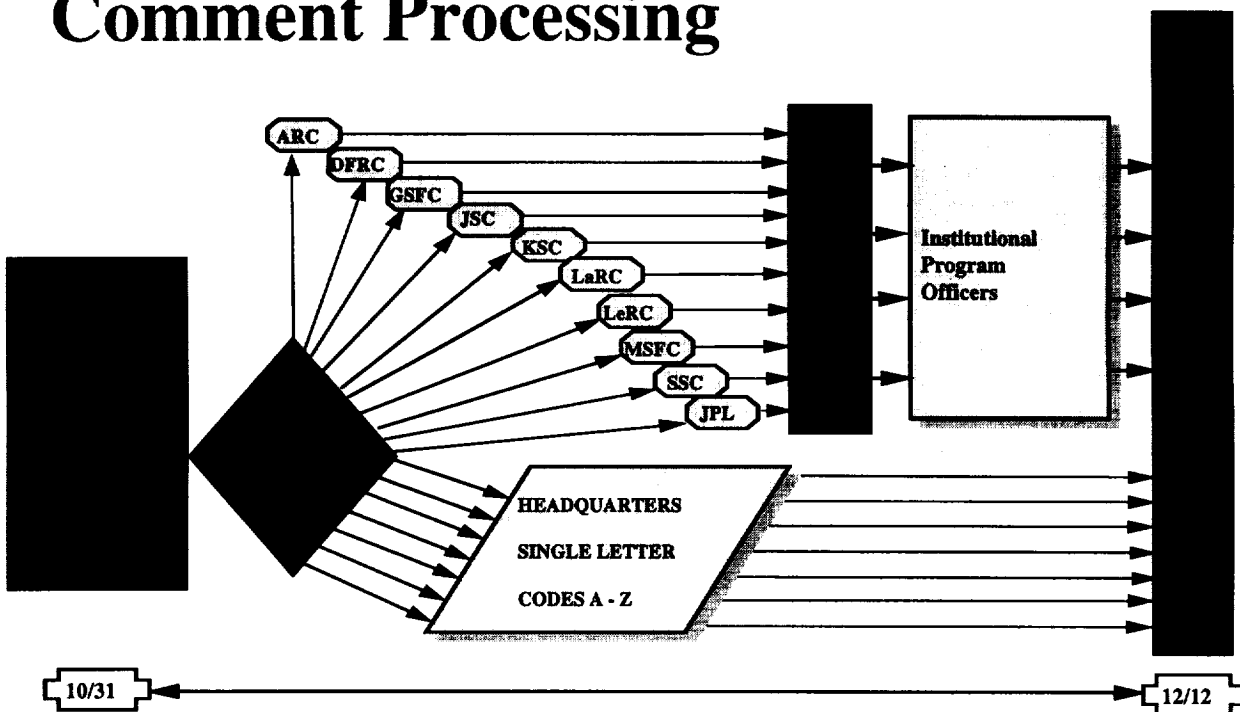 Comment Processing
ARC
DFRC
GSFC
JSC
KSC
LaRC
LeRC
MSFC
SSC
JPL
Institutional
Program
Officers
HEADQUARTERS
SINGLE LETTER
CODES A - Z
10/31
12/12